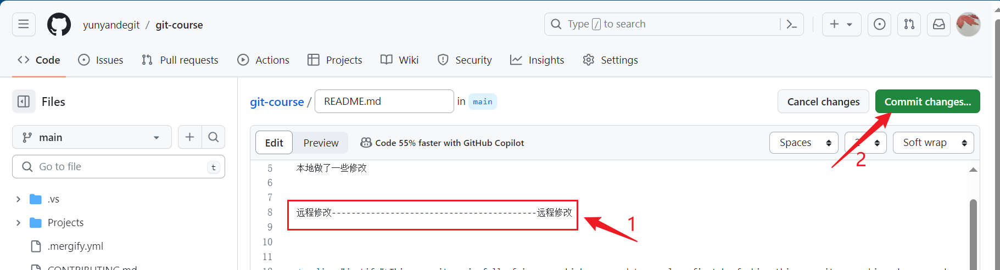 yunyandegit / git-course
Type / to search
Code
Issues
Pull requests
Actions
Projects
Wiki
Security
Insights
Settings
Files
git-course / README.md in main
Cancel changes
Commit changes...
main
Edit
Preview
Code 55% faster with GitHub Copilot
Spaces
2
Soft wrap
2
Go to file
t
5 本地做了一些修改
6
7
8 远程修改------------------------------------------远程修改
9
10
11
1
.vs
Projects
.mergify.yml
CONTRIBUTING.md